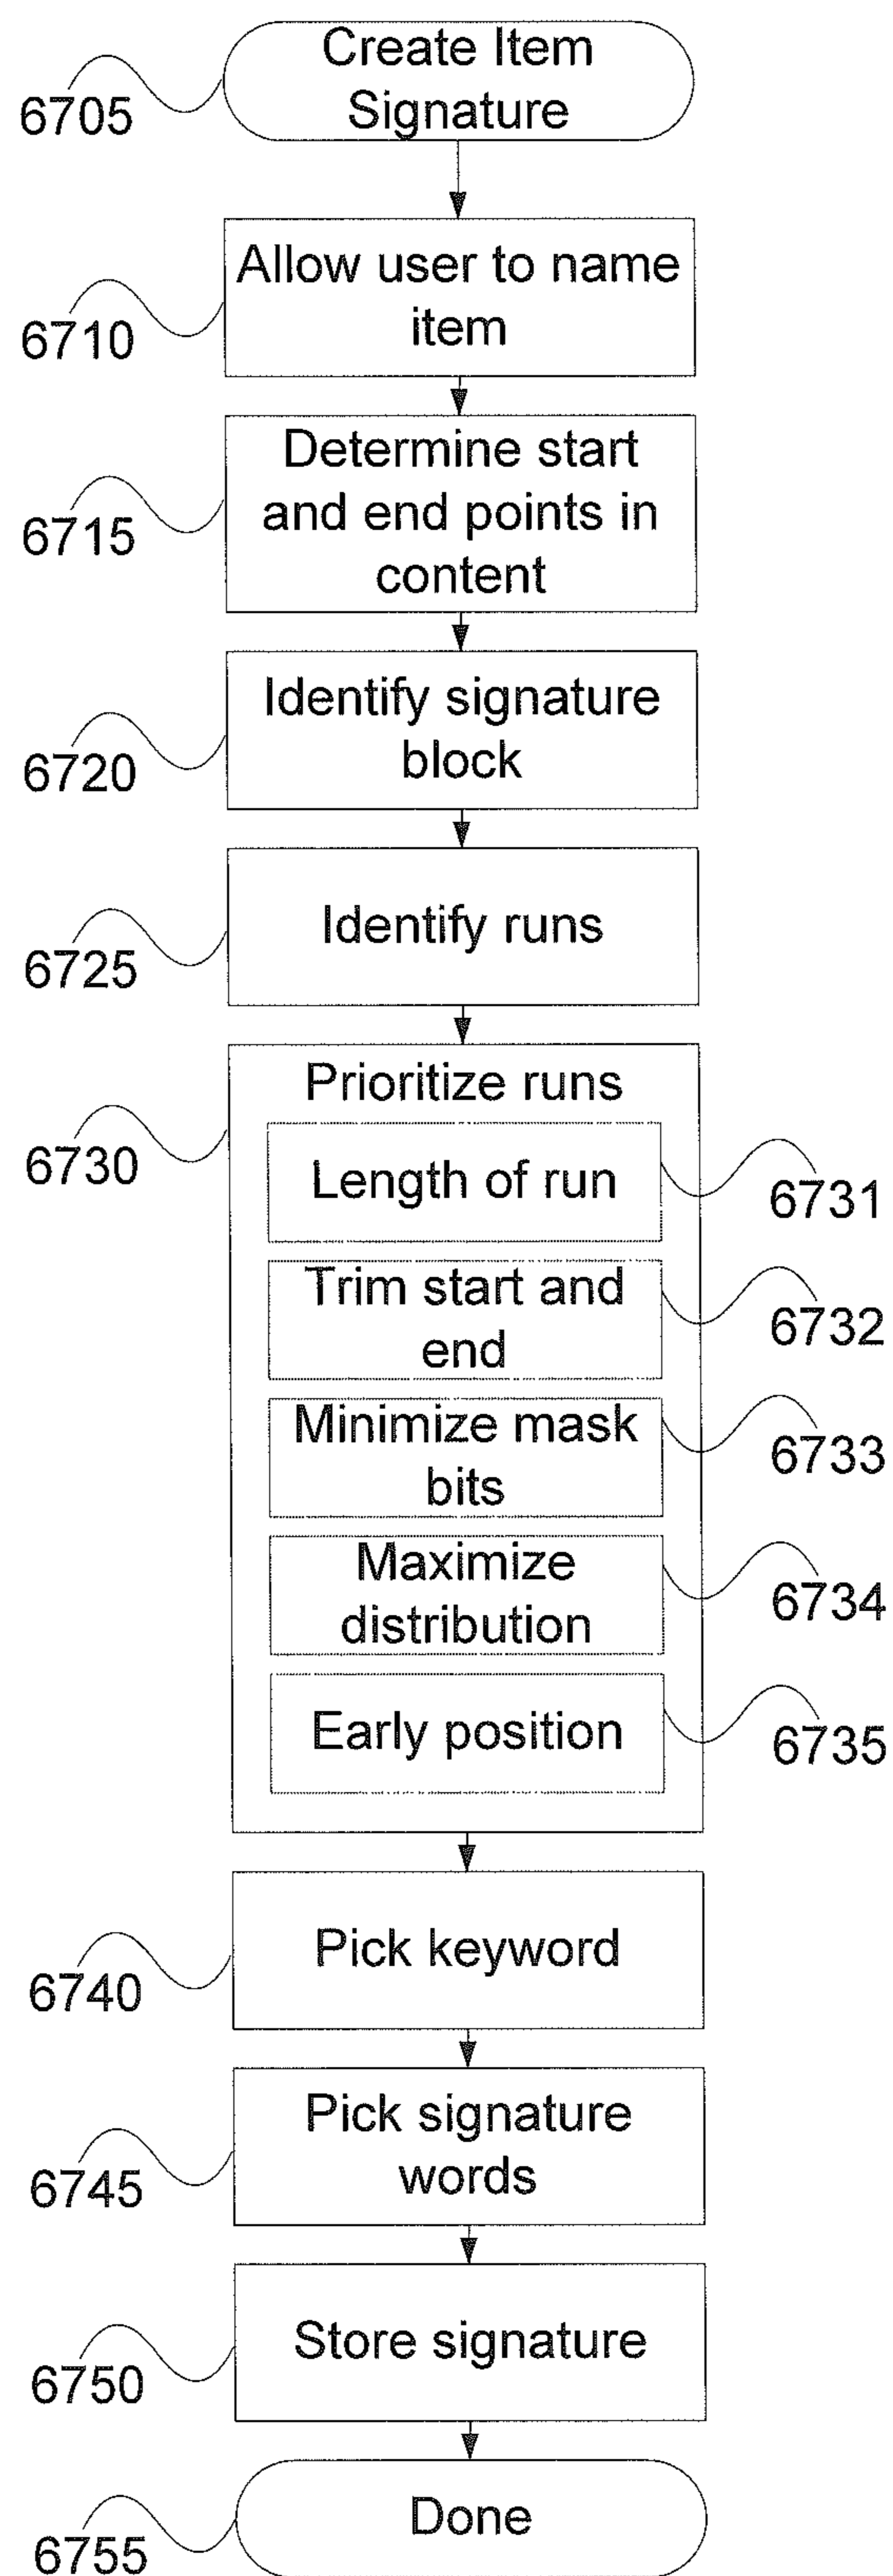 Create Item
Signature
6705
Allow user to name
item
6710
Determine start
and end points in
content
6715
Identify signature
block
6720
Identify runs
6725
Prioritize runs
6730
Length of run
6731
Trim start and
end
6732
Minimize mask
bits
6733
Maximize
distribution
6734
Early position
6735
Pick keyword
6740
Pick signature
words
6745
Store signature
6750
Done
6755